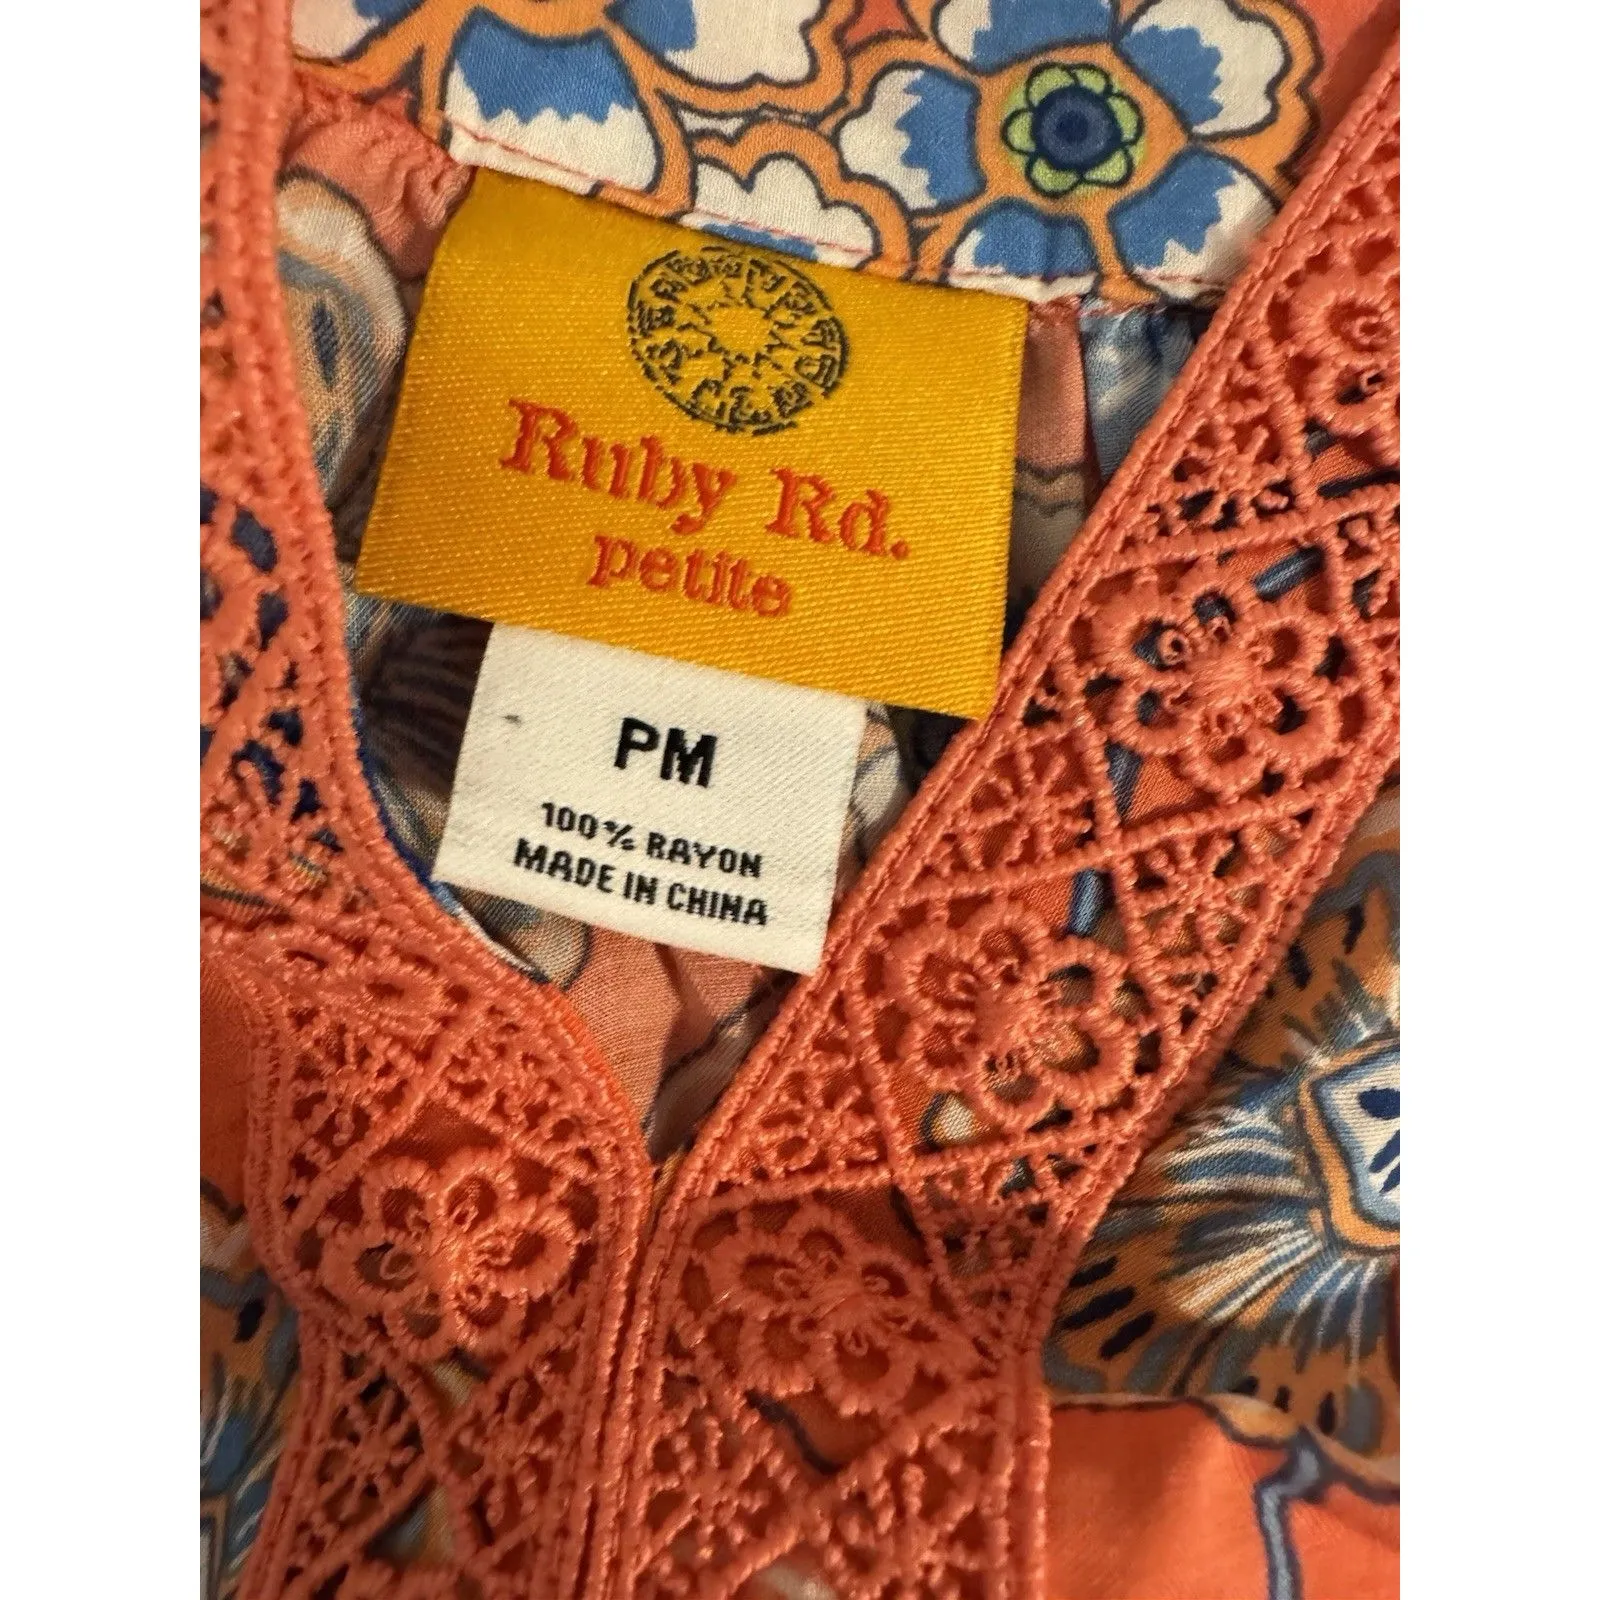 Ruby Rd.
petite
PM
100% RAYON
MADE IN CHINA